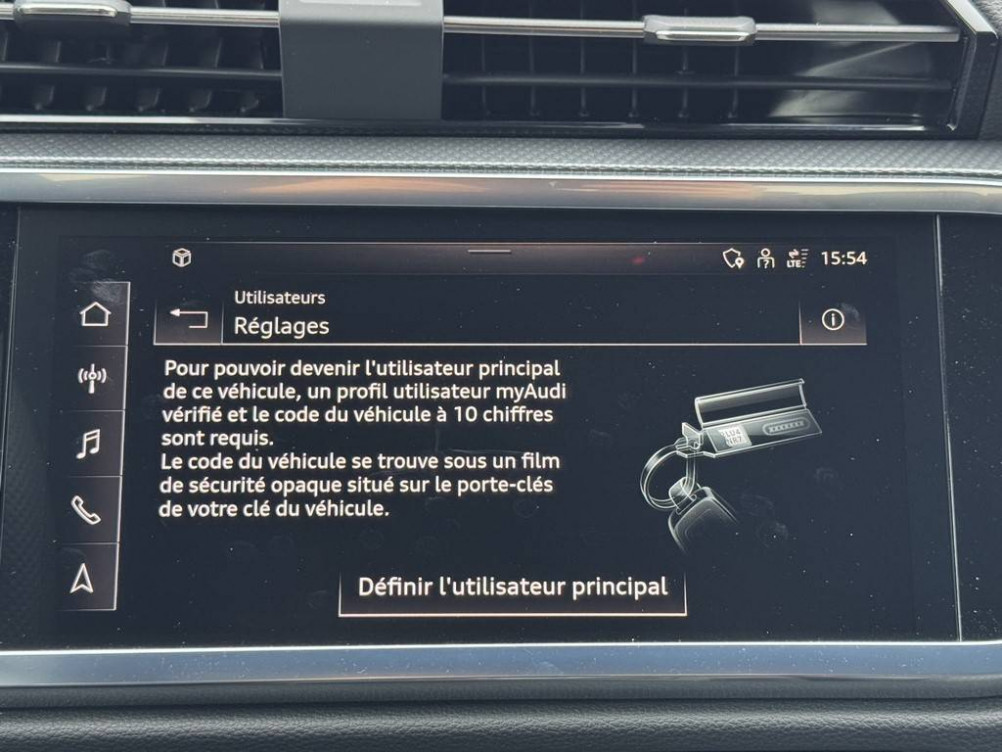 LTE 15:54
Utilisateurs
Réglages
Pour pouvoir devenir l'utilisateur principal
de ce véhicule, un profil utilisateur myAudi
vérifié et le code du véhicule à 10 chiffres
sont requis.
Le code du véhicule se trouve sous un film
de sécurité opaque situé sur le porte-clés
de votre clé du véhicule.
Définir l'utilisateur principal